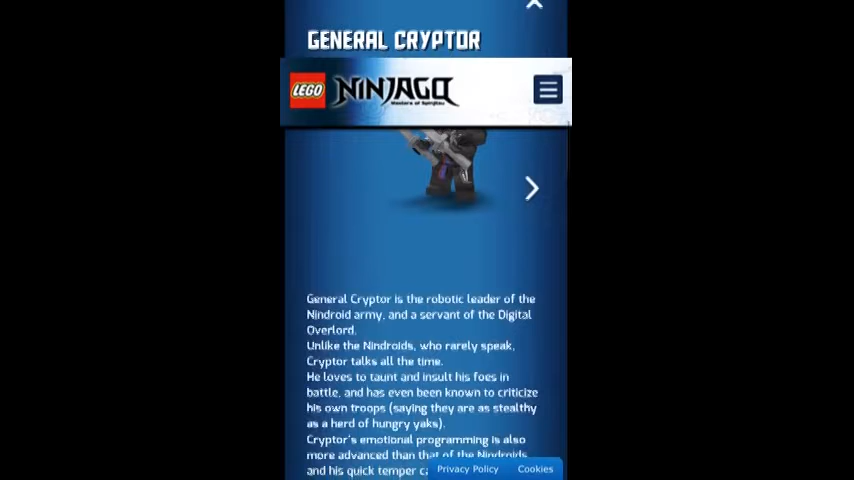 GENERAL CRYPTOR
LEGO NINJAGO
Masters of Spinjitzu
General Cryptor is the robotic leader of the
Nindroid army, and a servant of the Digital
Overlord.
Unlike the Nindroids, who rarely speak,
Cryptor talks all the time.
He loves to taunt and insult his foes in
battle, and has even been known to criticize
his own troops (saying they are as stealthy
as a herd of hungry yaks).
Cryptor's emotional programming is also
more advanced than that of the Nindroids
and his quick temper
Privacy Policy Cookies